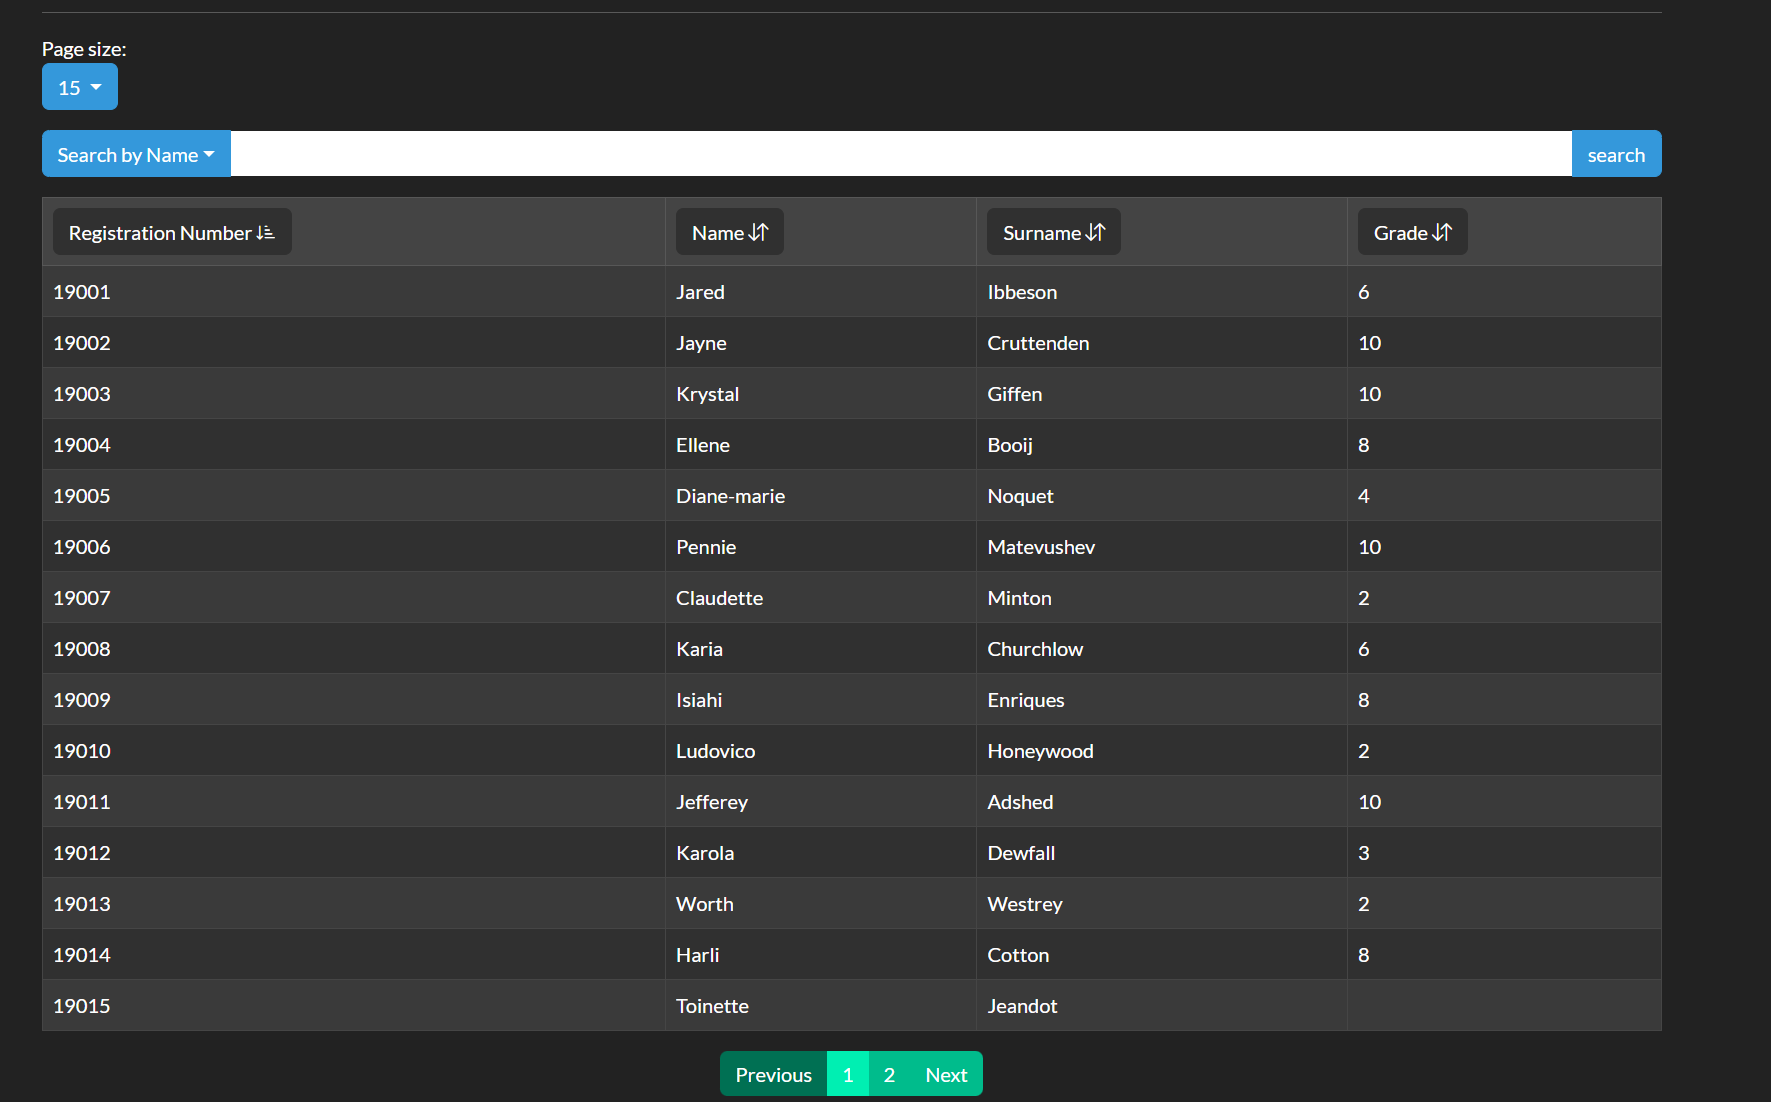 Page size:
15
Search by Name search
Registration Number Name Surname Grade
19001 Jared Ibbeson 6
19002 Jayne Cruttenden 10
19003 Krystal Giffen 10
19004 Ellene Booij 8
19005 Diane-marie Noquet 4
19006 Pennie Matevushev 10
19007 Claudette Minton 2
19008 Karia Churchlow 6
19009 Isiahi Enriques 8
19010 Ludovico Honeywood 2
19011 Jefferey Adshed 10
19012 Karola Dewfall 3
19013 Worth Westrey 2
19014 Harli Cotton 8
19015 Toinette Jeandot
Previous 1 2 Next